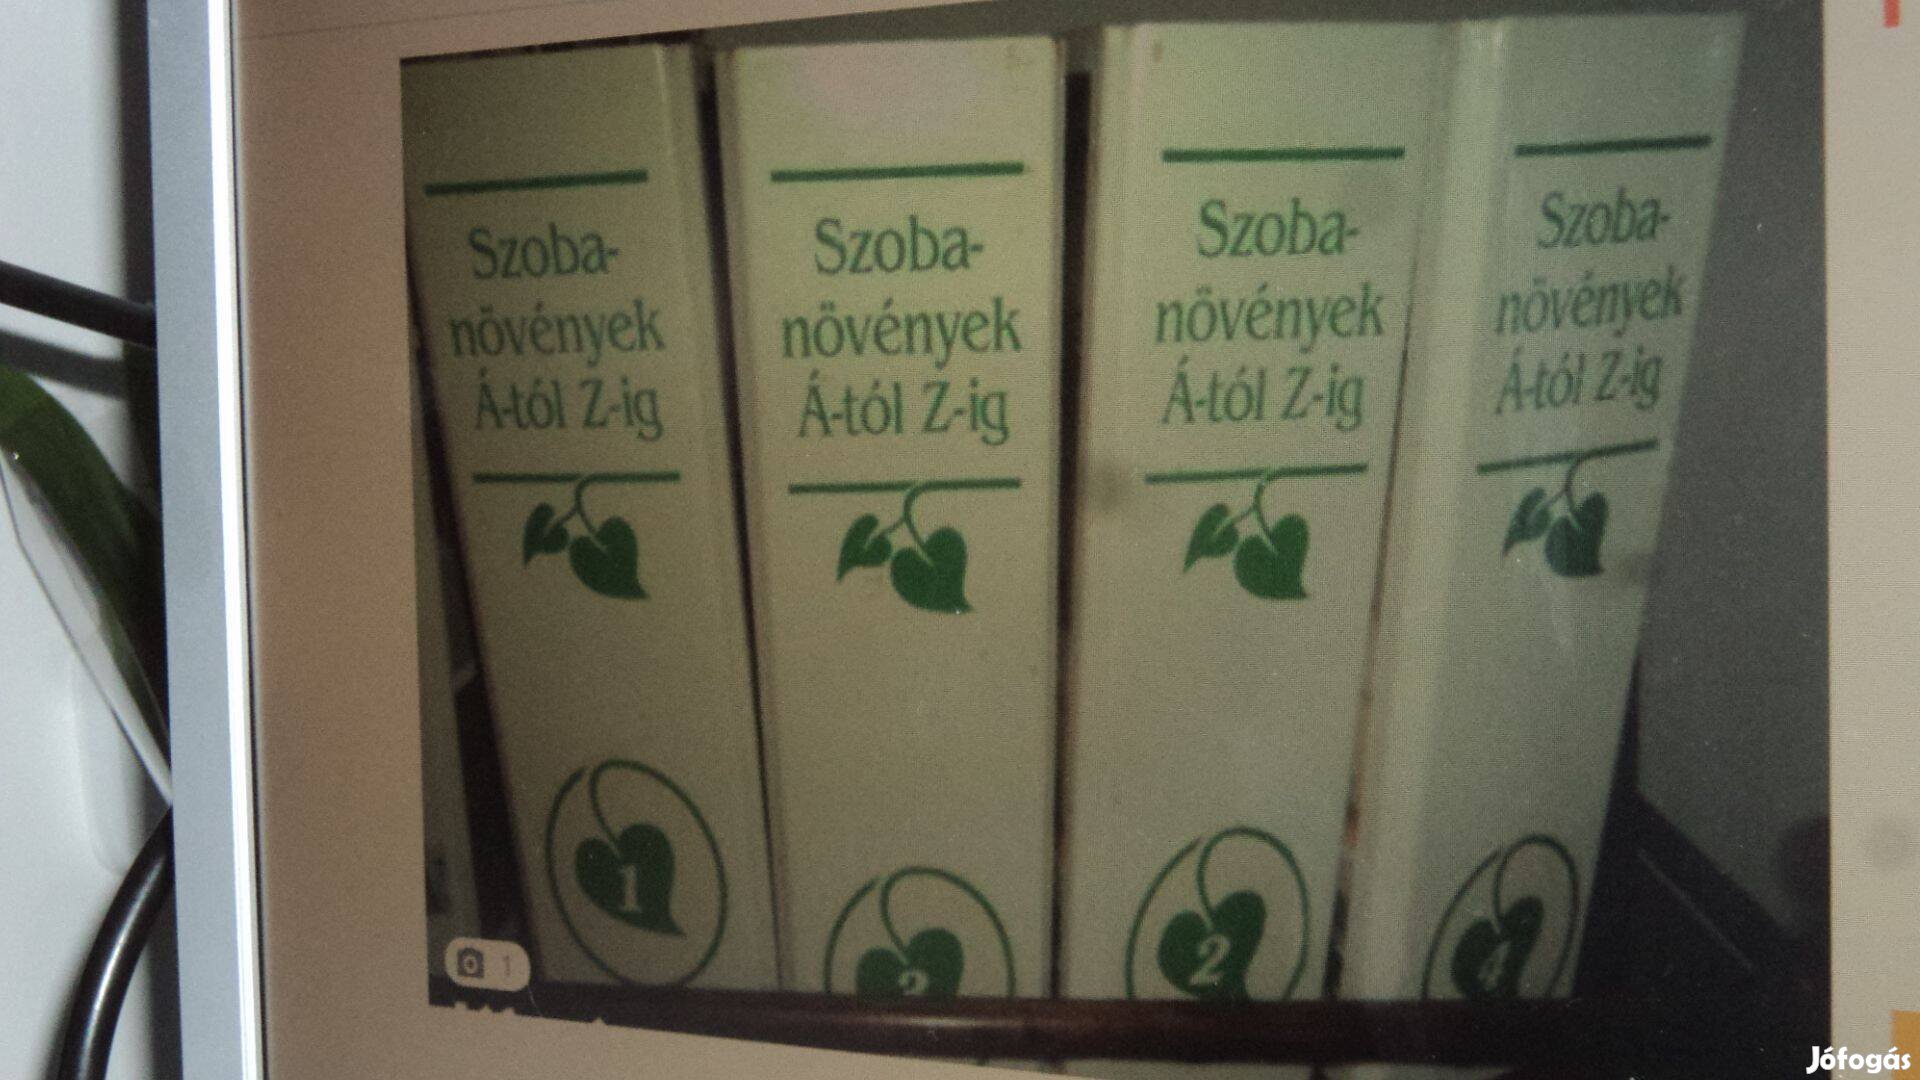 Szoba-
növények
Á-tól Z-ig
1
Szoba-
növények
Á-tól Z-ig
Szoba-
növények
Á-tól Z-ig
2
Szoba-
növények
Á-tól Z-ig
4
1
Jófogás